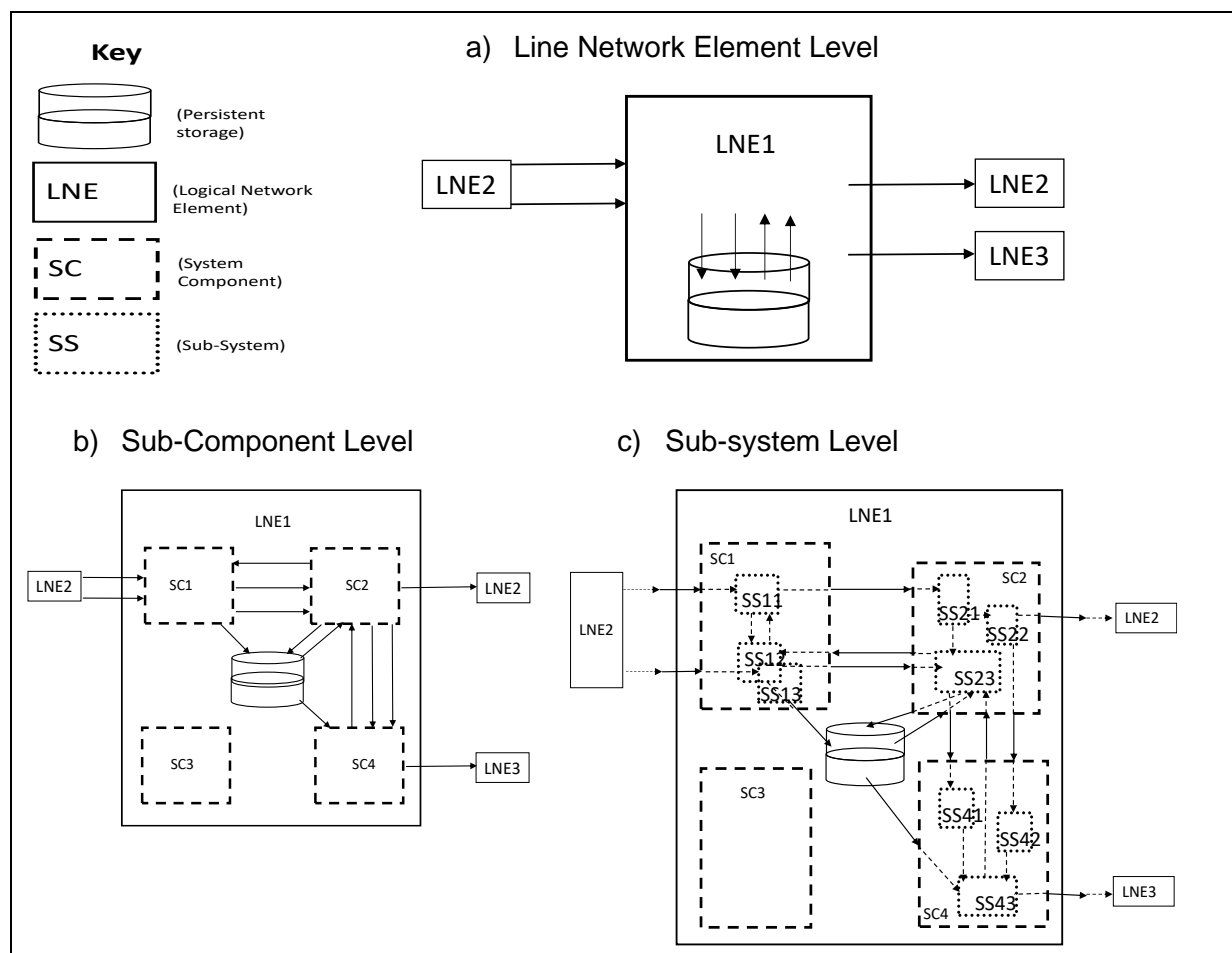 Key
(Persistent
storage)
LNE
(Logical Network
Element)
SC
(System
Component)
SS
(Sub-System)
a) Line Network Element Level
LNE1
LNE2
LNE2
LNE3
b) Sub-Component Level
LNE1
LNE2
SC1
SC2
LNE2
SC3
SC4
LNE3
c) Sub-system Level
LNE1
SC1
SC2
SS11
SS21
LNE2
SS22
LNE2
SS12
SS13
SS23
SC3
SS41
SS42
SS43
SC4
LNE3